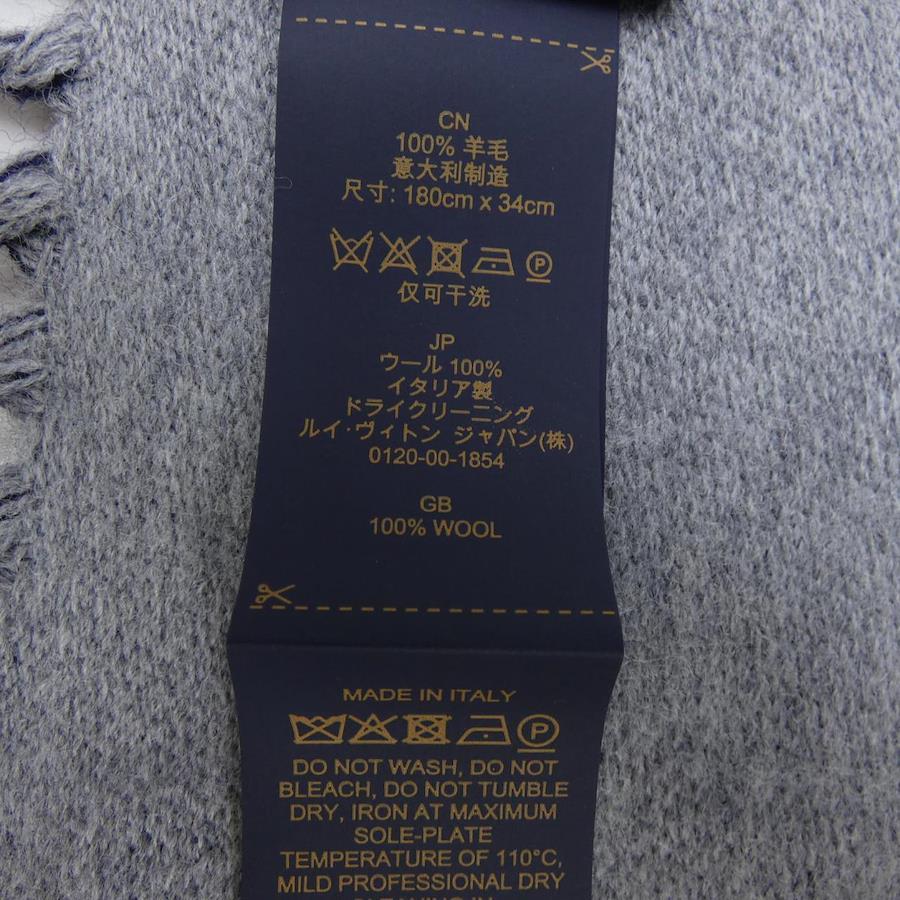 CN
100% 羊毛
意大利制造
尺寸: 180cm x 34cm
P
仅可干洗
JP
ウール 100%
イタリア製
ドライクリーニング
ルイ·ヴィトン ジャパン(株)
0120-00-1854
GB
100% WOOL
MADE IN ITALY
P
DO NOT WASH, DO NOT
BLEACH, DO NOT TUMBLE
DRY, IRON AT MAXIMUM
SOLE-PLATE
TEMPERATURE OF 110°C,
MILD PROFESSIONAL DRY